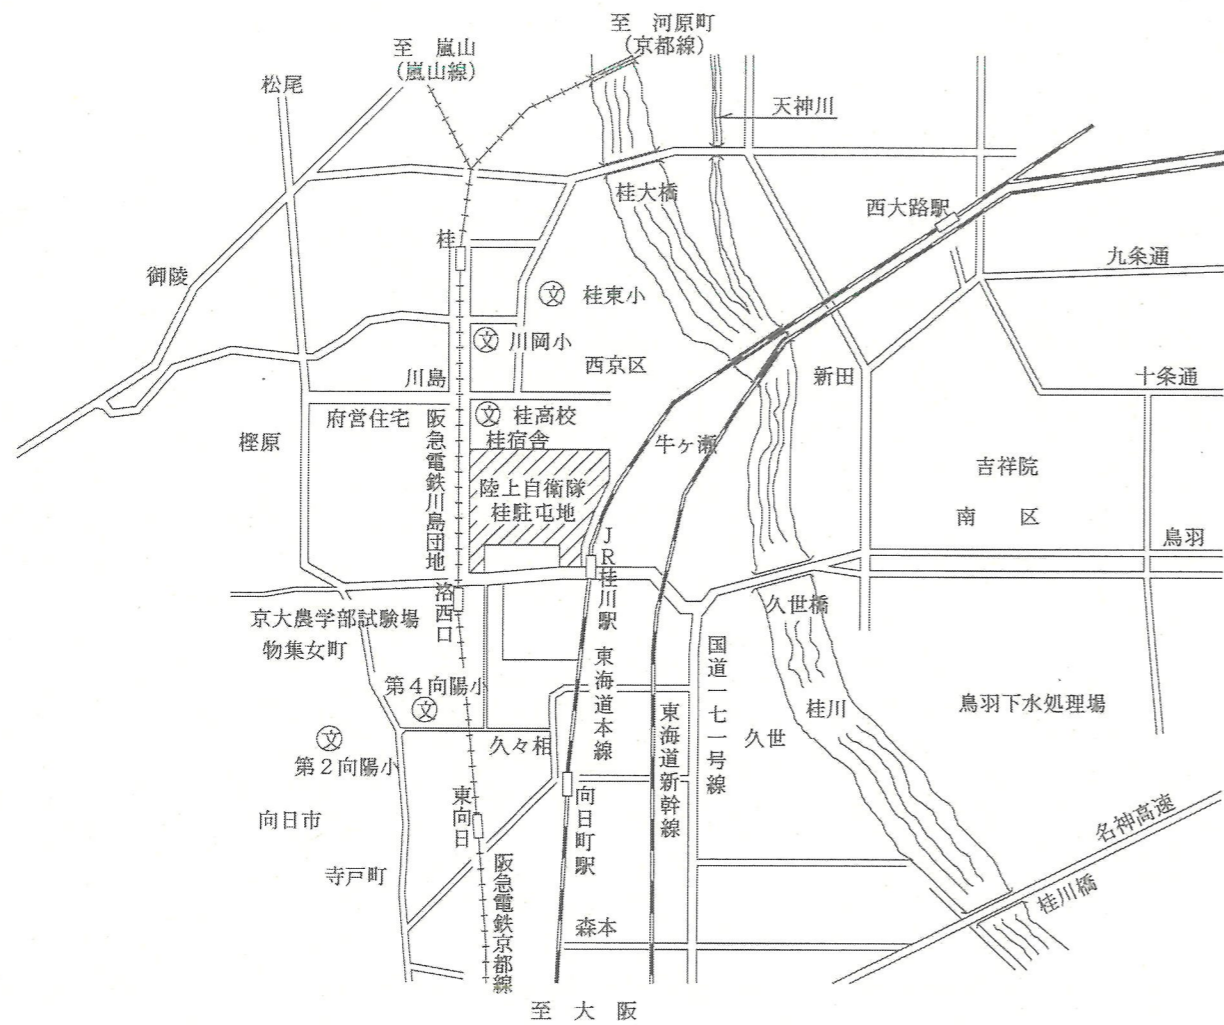 至 河原町
(京都線)
至 嵐山
(嵐山線)
松尾
天神川
桂大橋
西大路駅
桂
御陵
九条通
文 桂東小
文 川岡小
西京区
川島
新田
十条通
府営住宅
文 桂高校
桂宿舎
樫原
阪急電鉄川島団地
牛ヶ瀬
吉祥院
陸上自衛隊
桂駐屯地
南 区
鳥羽
JR桂川駅
洛西口
久世橋
京大農学部試験場
物集女町
東海道本線
国道一七一号線
第4向陽小
文
桂川
鳥羽下水処理場
文
第2向陽小
久々相
東海道新幹線
久世
向日市
東向日
向日町駅
名神高速
寺戸町
阪急電鉄京都線
桂川橋
森本
至 大 阪